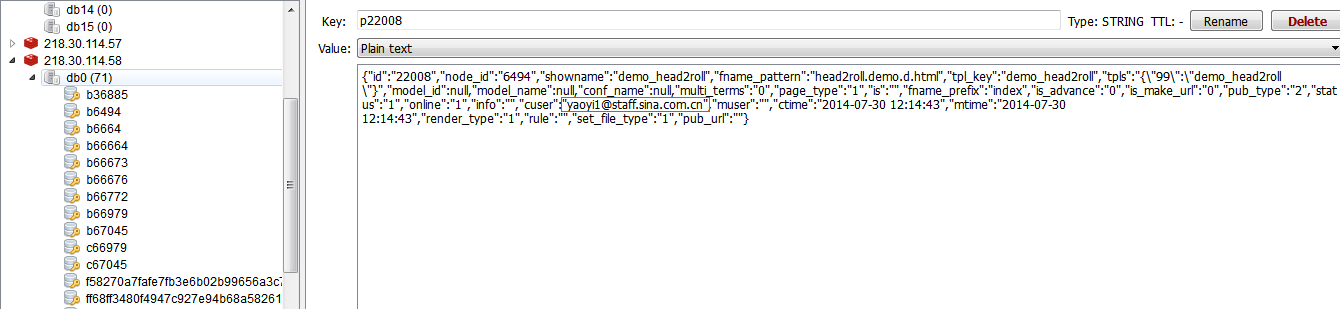 db14 (0)
db15 (0)
218.30.114.57
218.30.114.58
db0 (71)
b36885
b6494
b6664
b66664
b66673
b66676
b66772
b66979
b67045
c66979
c67045
f58270a7fafe7fb3e6b02b99656a3c7
ff68ff3480f4947c927e94b68a58261
Key: p22008 Type: STRING TTL: - Rename Delete
Value: Plain text
{"id":"22008","node_id":"6494","showname":"demo_head2roll","fname_pattern":"head2roll.demo.d.html","tpl_key":"demo_head2roll","tpls":"{\"99\":\"demo_head2roll
\"}","model_id":null,"model_name":null,"conf_name":null,"multi_terms":"0","page_type":"1","is":"","fname_prefix":"index","is_advance":"0","is_make_url":"0","pub_type":"2","stat
us":"1","online":"1","info":"","cuser":"yaoyi1@staff.sina.com.cn","muser":"","ctime":"2014-07-30 12:14:43","mtime":"2014-07-30
12:14:43","render_type":"1","rule":"","set_file_type":"1","pub_url":""}